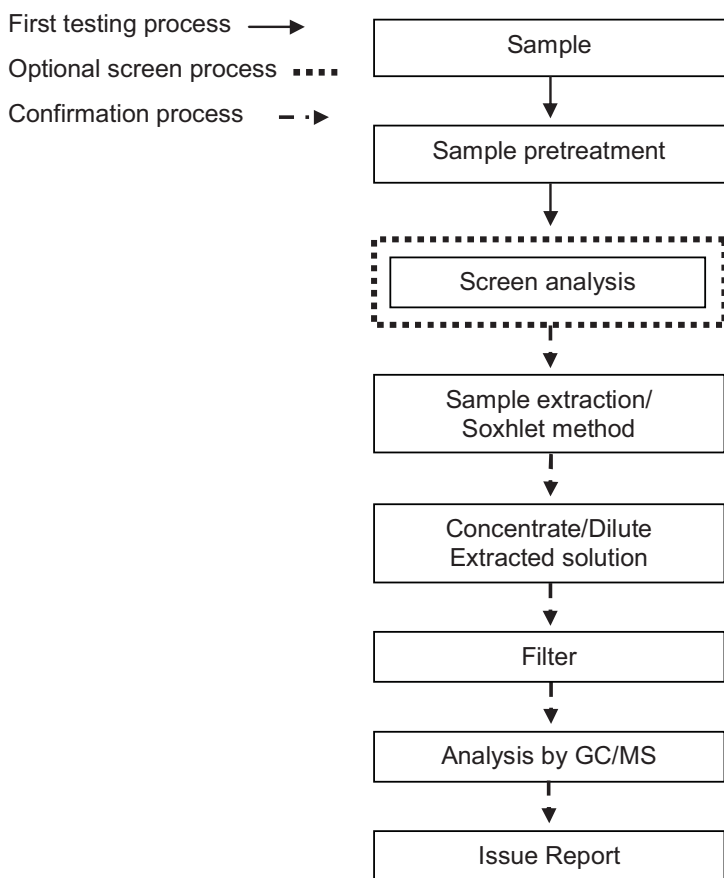 First testing process
Optional screen process
Confirmation process
Sample
Sample pretreatment
Screen analysis
Sample extraction/
Soxhlet method
Concentrate/Dilute
Extracted solution
Filter
Analysis by GC/MS
Issue Report